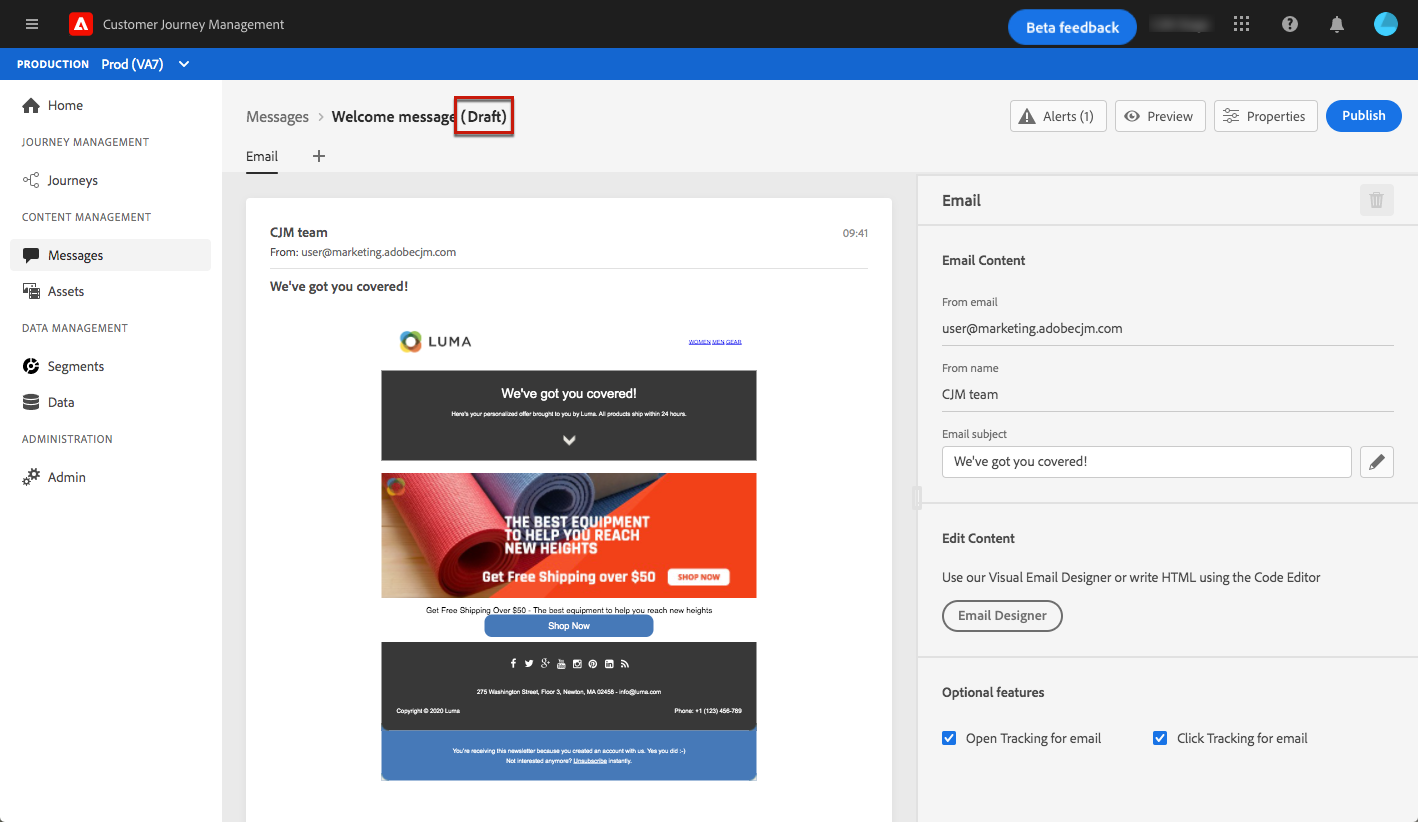 Customer Journey Management
Beta feedback
PRODUCTION Prod (VA7)
Home
JOURNEY MANAGEMENT
Journeys
CONTENT MANAGEMENT
Messages
Assets
DATA MANAGEMENT
Segments
Data
ADMINISTRATION
Admin
Messages > Welcome message (Draft)
Alerts (1)
Preview
Properties
Publish
Email +
CJM team
09:41
From: user@marketing.adobecjm.com
We've got you covered!
LUMA
WOMEN MEN GEAR
We've got you covered!
Here's your personalized offer brought to you by Luma. All products ship within 24 hours.
THE BEST EQUIPMENT
TO HELP YOU REACH
NEW HEIGHTS
Get Free Shipping over $50 SHOP NOW
Get Free Shipping Over $50 - The best equipment to help you reach new heights
Shop Now
275 Washington Street, Floor 3, Newton, MA 02458 - info@luma.com
Copyright © 2020 Luma
Phone: +1 (123) 456-789
You're receiving this newsletter because you created an account with us. Yes you did :-)
Not interested anymore? Unsubscribe instantly.
Email
Email Content
From email
user@marketing.adobecjm.com
From name
CJM team
Email subject
We've got you covered!
Edit Content
Use our Visual Email Designer or write HTML using the Code Editor
Email Designer
Optional features
Open Tracking for email
Click Tracking for email